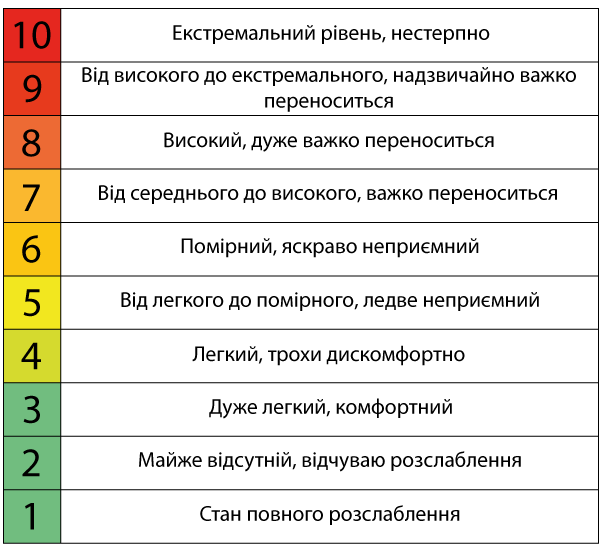 10 Екстремальний рівень, нестерпно
9 Від високого до екстремального, надзвичайно важко
переноситься
8 Високий, дуже важко переноситься
7 Від середнього до високого, важко переноситься
6 Помірний, яскраво неприємний
5 Від легкого до помірного, ледве неприємний
4 Легкий, трохи дискомфортно
3 Дуже легкий, комфортний
2 Майже відсутній, відчуваю розслаблення
1 Стан повного розслаблення